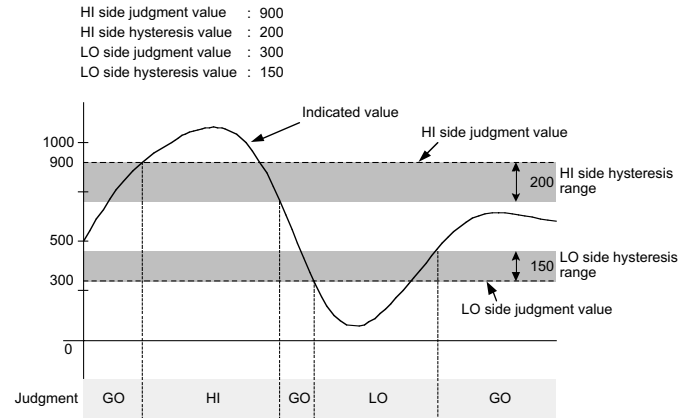 HI side judgment value : 900
HI side hysteresis value : 200
LO side judgment value : 300
LO side hysteresis value : 150
Indicated value
HI side judgment value
1000
900
200
HI side hysteresis
range
500
150
LO side hysteresis
range
300
LO side judgment value
0
Judgment GO HI GO LO GO